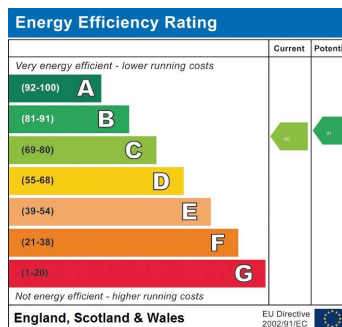 Energy Efficiency Rating
Current Potenti
Very energy efficient - lower running costs
(92-100) A
(81-91) B
(69-80) C
(55-68) D
(39-54) E
(21-38) F
(1-20) G
80
91
Not energy efficient - higher running costs
England, Scotland & Wales
EU Directive
2002/91/EC